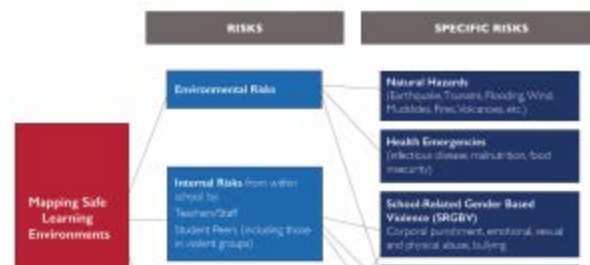 RISKS
SPECIFIC RISKS
Environmental Risks
Natural Hazards
(Earthquake, Tsunami, Flooding, Wind,
Mudslides, Fires, Volcanoes, etc.)
Health Emergencies
(infectious disease, malnutrition, food
insecurity)
Mapping Safe
Learning
Environments
Internal Risks from within
school by:
Teachers/Staff
Student Peers (including those
in violent groups)
School-Related Gender Based
Violence (SRGBV)
Corporal punishment, emotional, sexual
and physical abuse, bullying